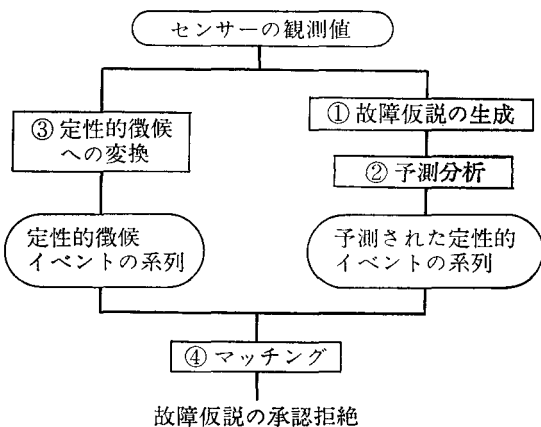 センサーの観測値
① 故障仮説の生成
③ 定性的徴候
への変換
② 予測分析
定性的徴候
イベントの系列
予測された定性的
イベントの系列
④ マッチング
故障仮説の承認拒絶